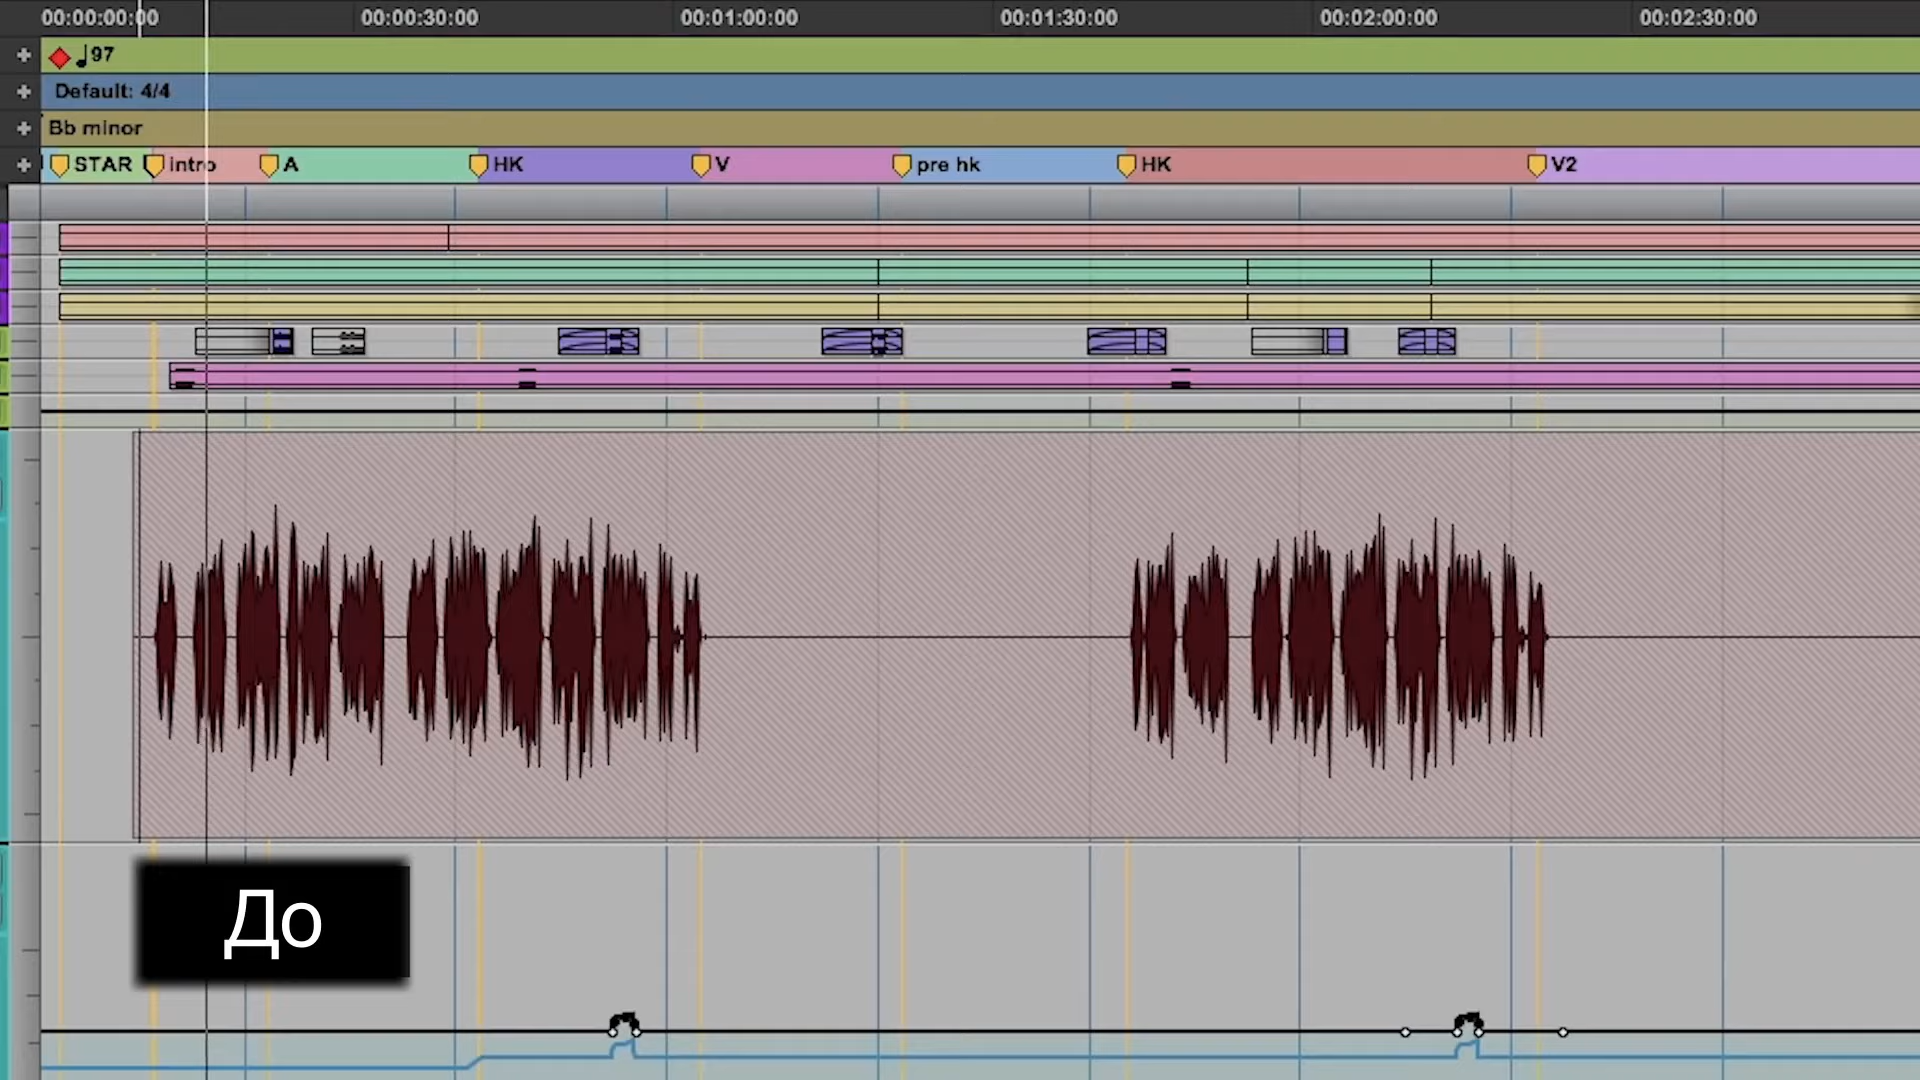 00:00:00:00 00:00:30:00 00:01:00:00 00:01:30:00 00:02:00:00 00:02:30:00
97
Default: 4/4
Bb minor
STAR intro A HK V pre hk HK V2
До